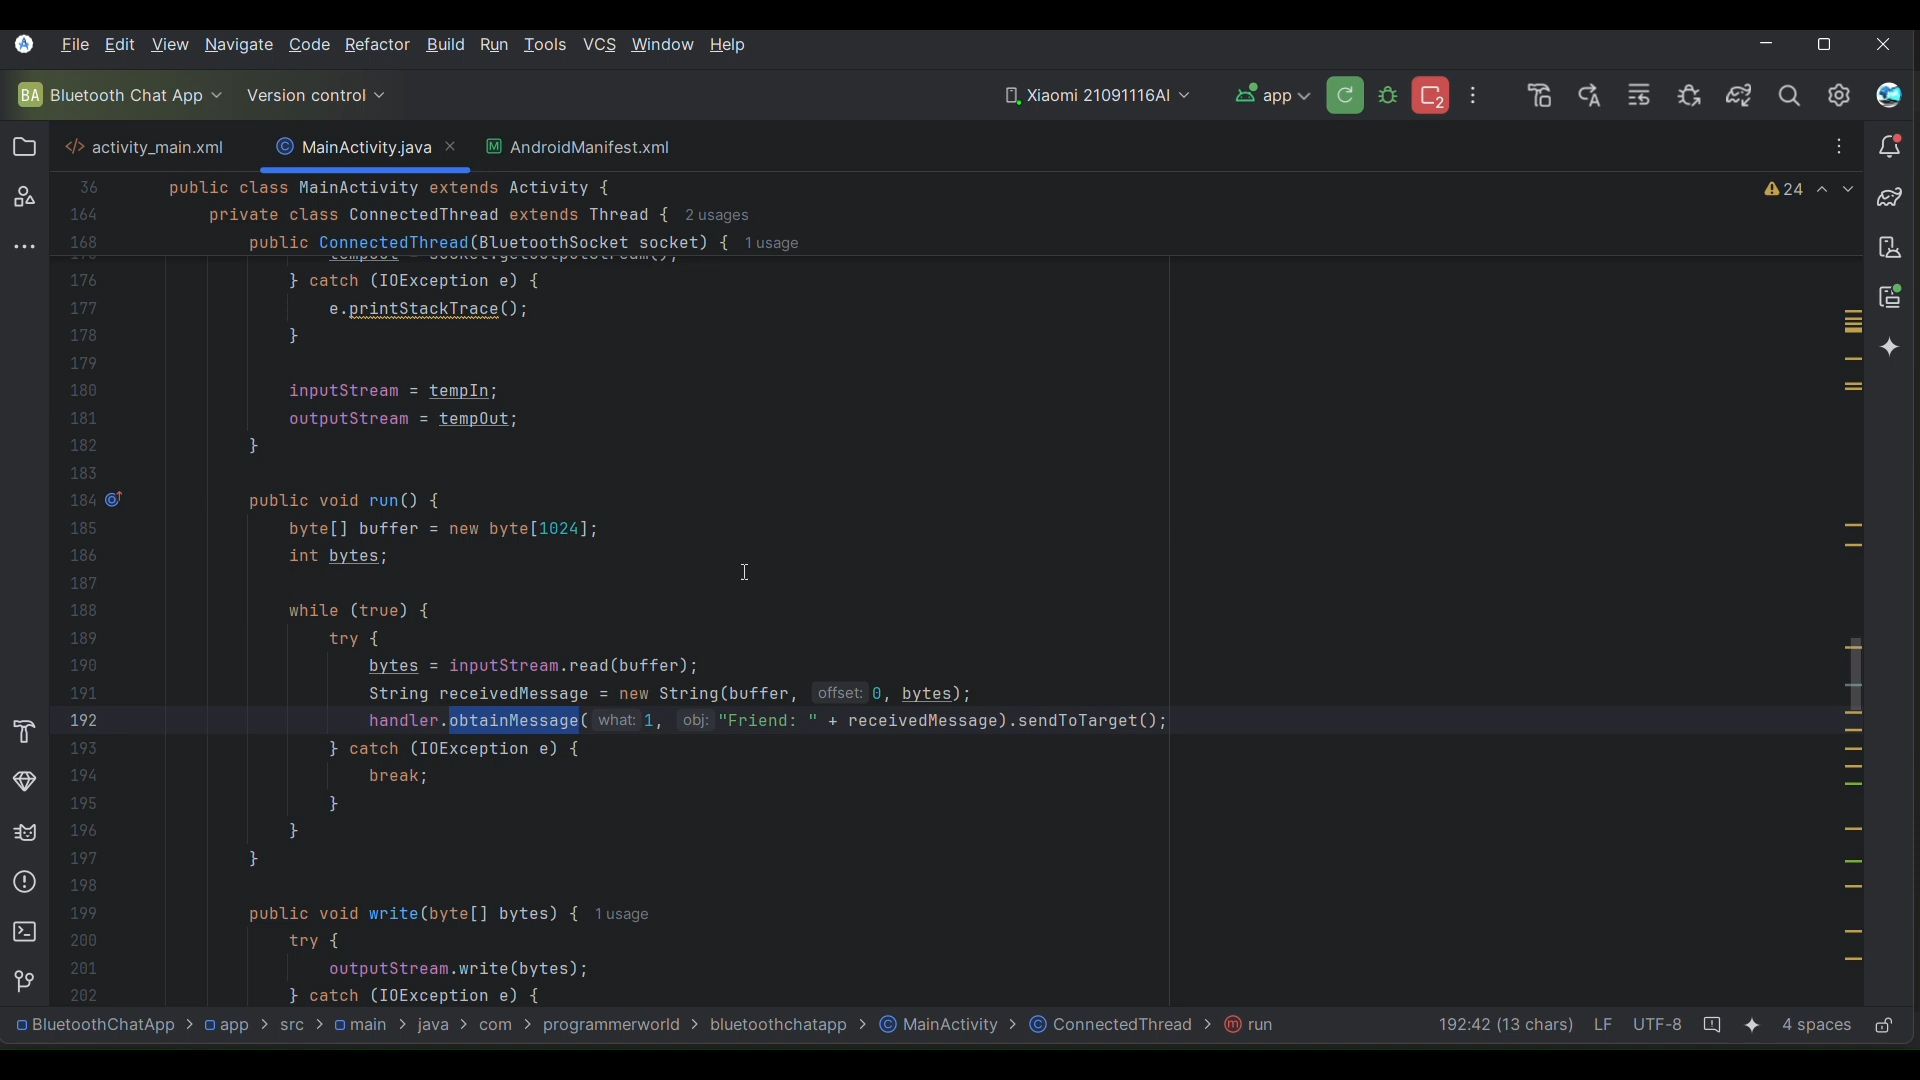 File Edit View Navigate Code Refactor Build Run Tools VCS Window Help
BA Bluetooth Chat App Version control Xiaomi 21091116AI app 2
activity_main.xml MainActivity.java AndroidManifest.xml
36 public class MainActivity extends Activity { 24
164 private class ConnectedThread extends Thread { 2 usages
168 public ConnectedThread(BluetoothSocket socket) { 1 usage
176 } catch (IOException e) {
177 e.printStackTrace();
178 }
179
180 inputStream = tempIn;
181 outputStream = tempOut;
182 }
183
184 public void run() {
185 byte[] buffer = new byte[1024];
186 int bytes;
187
188 while (true) {
189 try {
190 bytes = inputStream.read(buffer);
191 String receivedMessage = new String(buffer, offset: 0, bytes);
192 handler.obtainMessage( what: 1, obj: "Friend: " + receivedMessage).sendToTarget();
193 } catch (IOException e) {
194 break;
195 }
196 }
197 }
198
199 public void write(byte[] bytes) { 1 usage
200 try {
201 outputStream.write(bytes);
202 } catch (IOException e) {
BluetoothChatApp > app > src > main > java > com > programmerworld > bluetoothchatapp > MainActivity > ConnectedThread > run 192:42 (13 chars) LF UTF-8 4 spaces